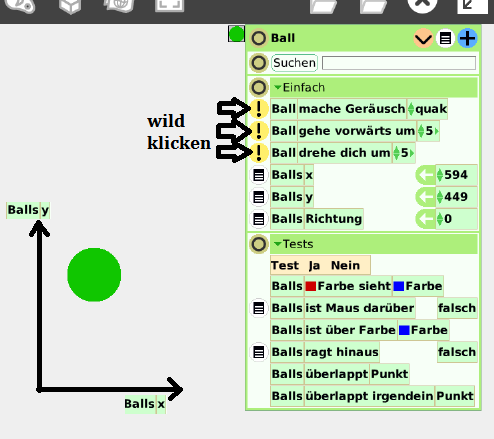 Ball
Suchen
Einfach
! Ball mache Geräusch quak
! Ball gehe vorwärts um 5
! Ball drehe dich um 5
Balls x 594
Balls y 449
Balls Richtung 0
Tests
Test Ja Nein
Balls Farbe sieht Farbe
Balls ist Maus darüber falsch
Balls ist über Farbe Farbe
Balls ragt hinaus falsch
Balls überlappt Punkt
Balls überlappt irgendein Punkt
wild
klicken
Balls y
Balls x